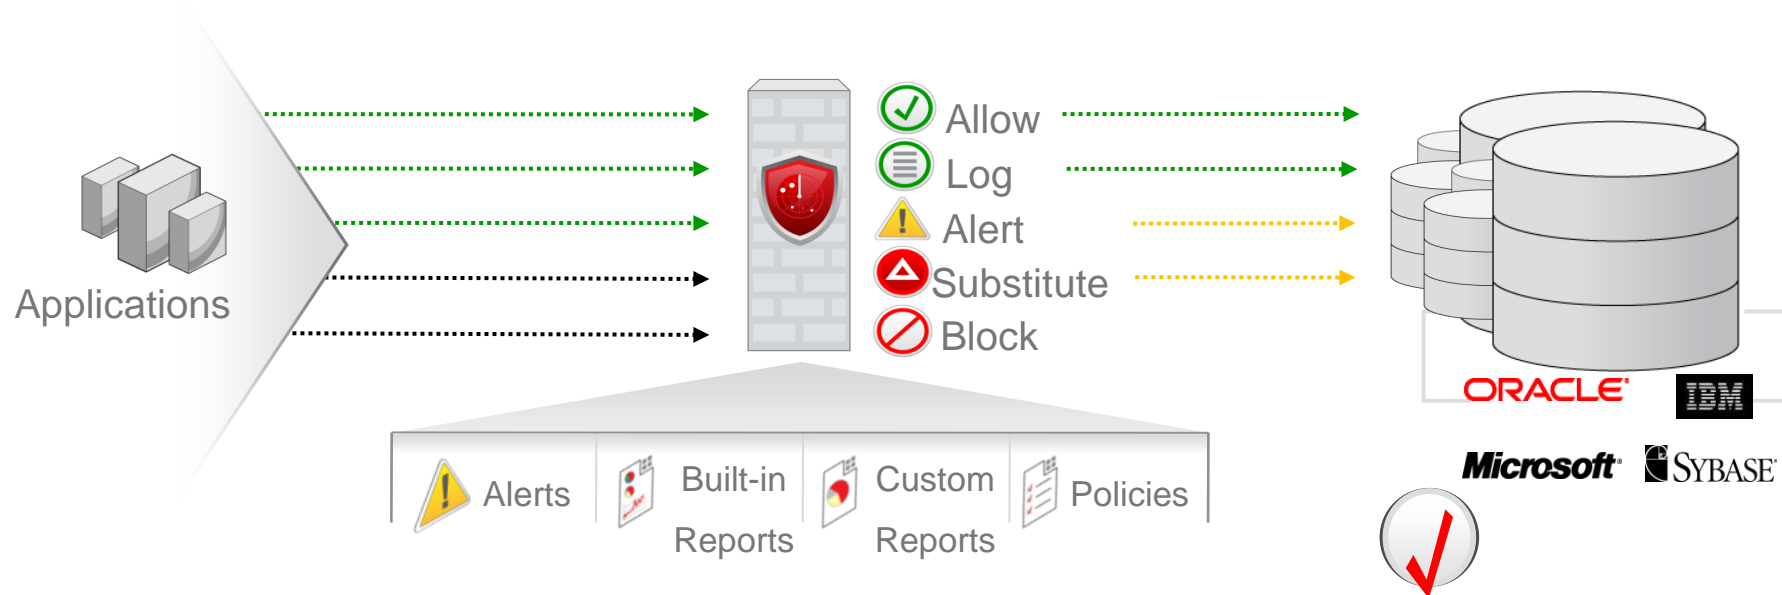 Applications
Allow
Log
Alert
Substitute
Block
Alerts
Built-in
Reports
Custom
Reports
Policies
ORACLE
IBM
Microsoft
SYBASE